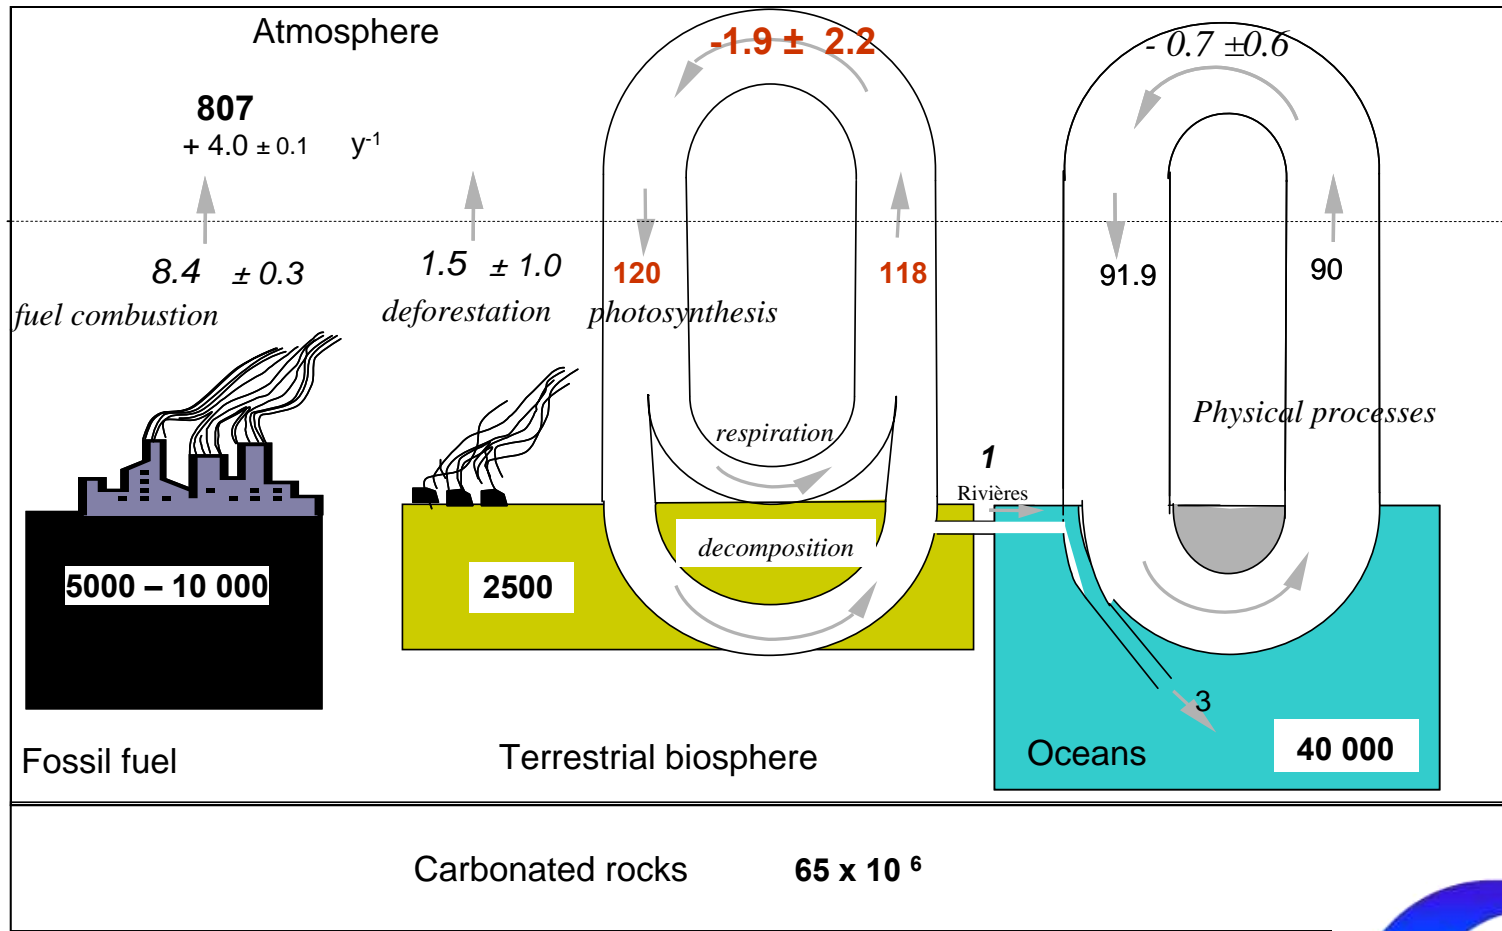 Atmosphere
-1.9 ± 2.2
- 0.7 ±0.6
807
+ 4.0 ± 0.1 y-1
8.4 ± 0.3
1.5 ± 1.0
120
118
91.9
90
fuel combustion
deforestation
photosynthesis
Physical processes
respiration
1
Rivières
decomposition
5000 – 10 000
2500
3
40 000
Fossil fuel
Terrestrial biosphere
Oceans
Carbonated rocks 65 x 10 6